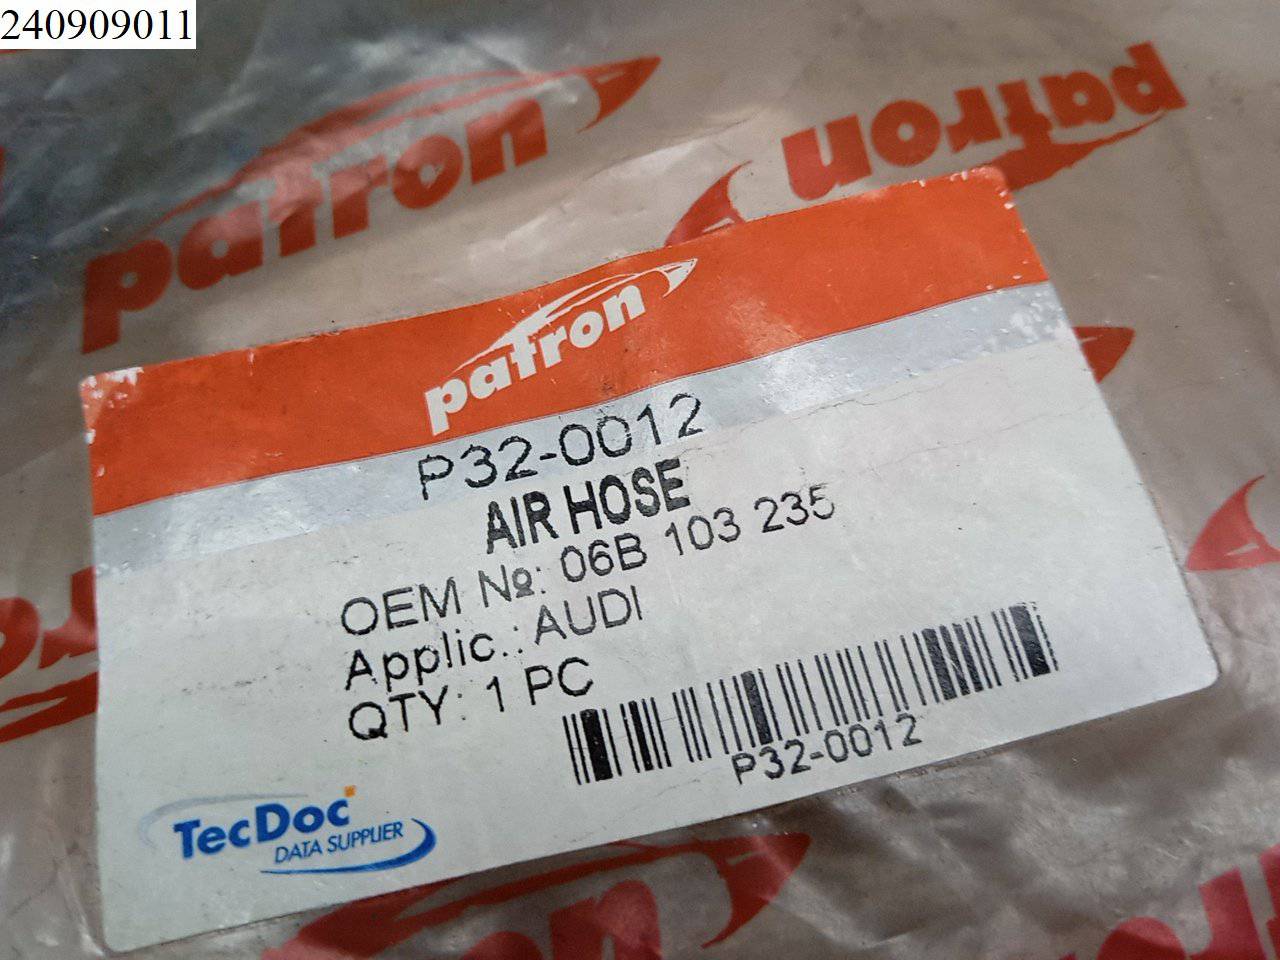 240909011
patron
patron
patron
P32-0012
AIR HOSE
OEM №: 06B 103 235
Applic.: AUDI
QTY: 1 PC
P32-0012
TecDoc
DATA SUPPLIER
patron